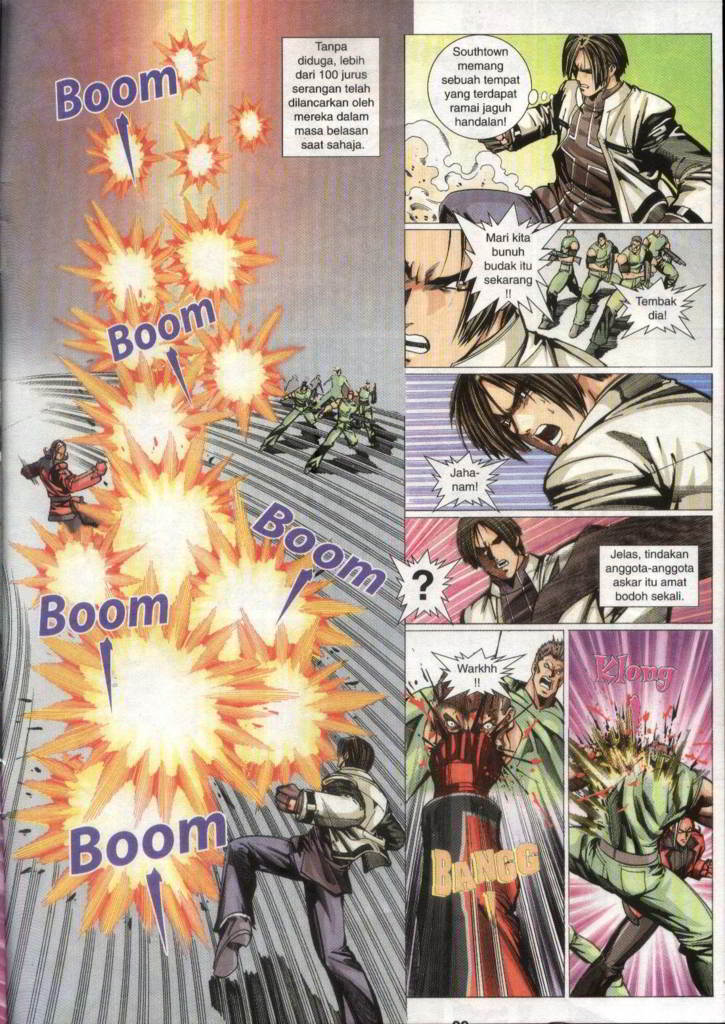 Boom
Tanpa
diduga, lebih
dari 100 jurus
serangan telah
dilancarkan oleh
mereka dalam
masa belasan
saat sahaja.
Boom
Boom
Boom
Boom
Southtown
memang
sebuah tempat
yang terdapat
ramai jaguh
handalan!
Mari kita
bunuh
budak itu
sekarang
!!
Tembak
dia!
Jaha-
nam!
?
Jelas, tindakan
anggota-anggota
askar itu amat
bodoh sekali.
Warkhh
!!
BANGG
!
Klong